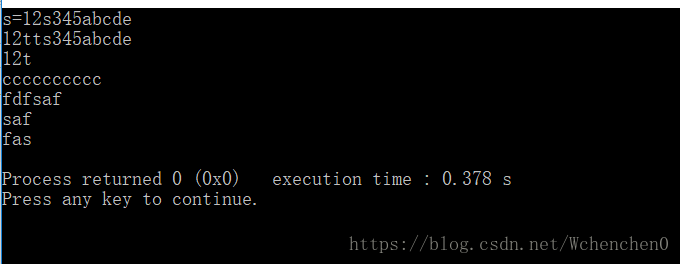 s=12s345abcde
12tts345abcde
12t
cccccccccc
fdfsaf
saf
fas
Process returned 0 (0x0)   execution time : 0.378 s
Press any key to continue.
https://blog.csdn.net/Wchenchen0